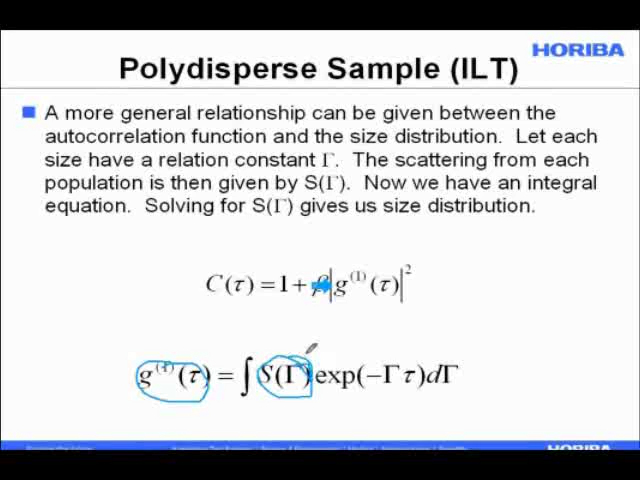 HORIBA
Polydisperse Sample (ILT)
A more general relationship can be given between the
autocorrelation function and the size distribution. Let each
size have a relation constant Γ. The scattering from each
population is then given by S(Γ). Now we have an integral
equation. Solving for S(Γ) gives us size distribution.
C(τ) = 1 + β|g⁽¹⁾(τ)|²
g⁽¹⁾(τ) = ∫ S(Γ) exp(−Γτ)dΓ
HORIBA